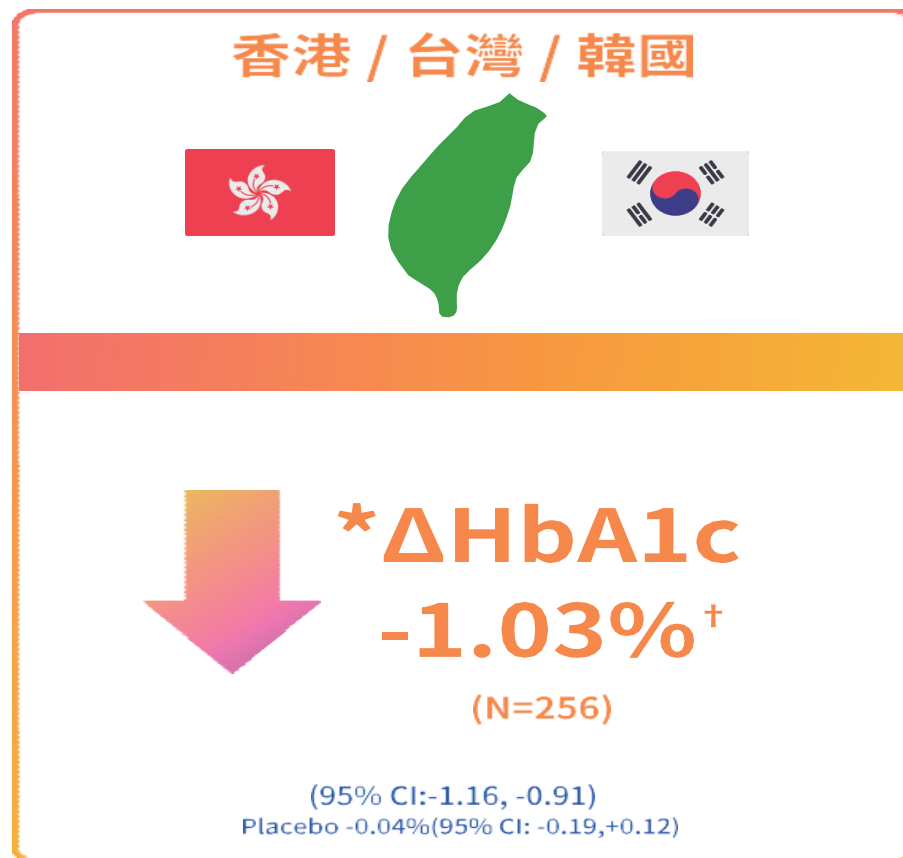 香港 / 台灣 / 韓國
*ΔHbA1c
-1.03%†
(N=256)
(95% CI:-1.16, -0.91)
Placebo -0.04%(95% CI: -0.19,+0.12)